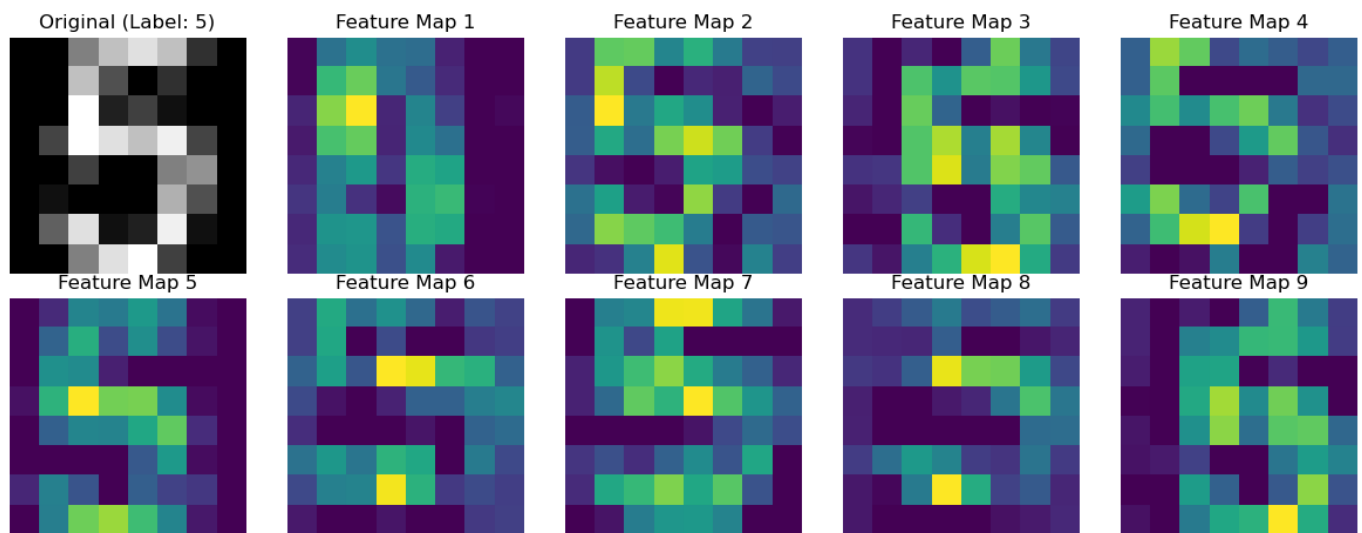 Original (Label: 5)
Feature Map 1
Feature Map 2
Feature Map 3
Feature Map 4
Feature Map 5
Feature Map 6
Feature Map 7
Feature Map 8
Feature Map 9